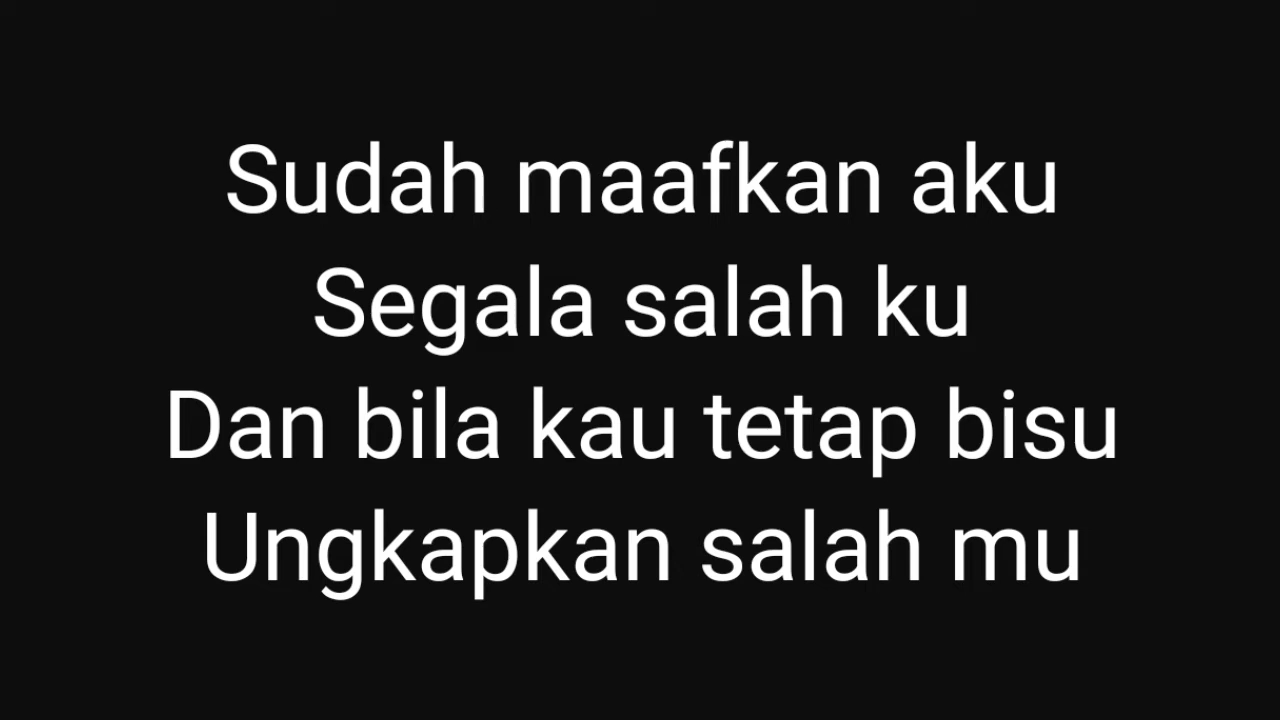 Sudah maafkan aku
Segala salah ku
Dan bila kau tetap bisu
Ungkapkan salah mu